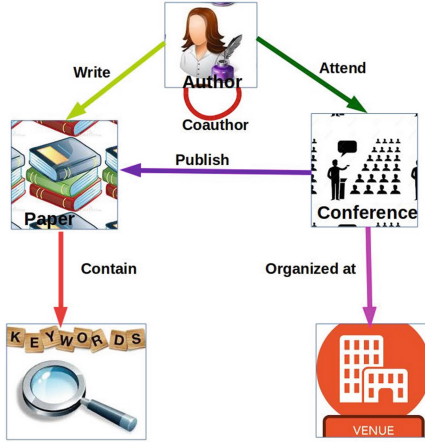 Author
Write
Attend
Coauthor
Publish
Paper
Conference
Contain
Organized at
KEYWORDS
VENUE